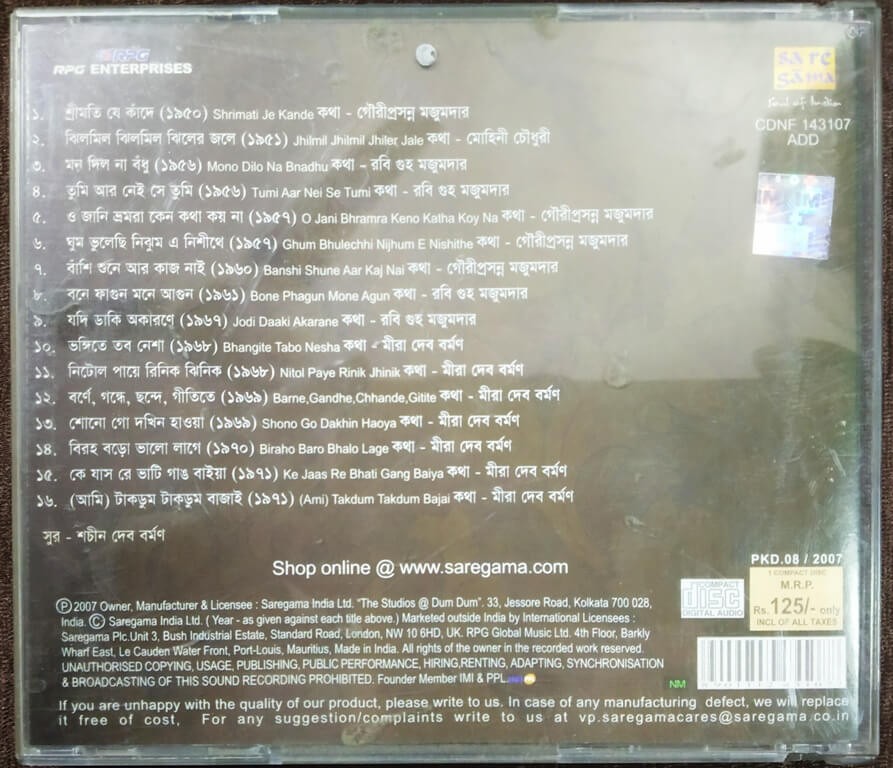 RPG
RPG ENTERPRISES
sa re
ga ma
Soul of India
CDNF 143107
ADD
১. শ্রীমতি যে কাঁদে (১৯৫০) Shrimati Je Kande কথা - গৌরীপ্রসন্ন মজুমদার
২. ঝিলমিল ঝিলমিল ঝিলের জলে (১৯৫১) Jhilmil Jhilmil Jhiler Jale কথা - মোহিনী চৌধুরী
৩. মন দিল না বঁধু (১৯৫৬) Mono Dilo Na Bnadhu কথা - রবি গুহ মজুমদার
৪. তুমি আর নেই সে তুমি (১৯৫৬) Tumi Aar Nei Se Tumi কথা - রবি গুহ মজুমদার
৫. ও জানি ভ্রমরা কেন কথা কয় না (১৯৫৭) O Jani Bhramra Keno Katha Koy Na কথা - গৌরীপ্রসন্ন মজুমদার
৬. ঘুম ভুলেছি নিঝুম এ নিশীথে (১৯৫৭) Ghum Bhulechhi Nijhum E Nishithe কথা - গৌরীপ্রসন্ন মজুমদার
৭. বাঁশি শুনে আর কাজ নাই (১৯৬০) Banshi Shune Aar Kaj Nai কথা - গৌরীপ্রসন্ন মজুমদার
৮. বনে ফাগুন মনে আগুন (১৯৬১) Bone Phagun Mone Agun কথা - রবি গুহ মজুমদার
৯. যদি ডাকি অকারণে (১৯৬৭) Jodi Daaki Akarane কথা - রবি গুহ মজুমদার
১০. ভঙ্গিতে তব নেশা (১৯৬৮) Bhangite Tabo Nesha কথা - মীরা দেব বর্মণ
১১. নিটোল পায়ে রিনিক ঝিনিক (১৯৬৮) Nitol Paye Rinik Jhinik কথা - মীরা দেব বর্মণ
১২. বর্ণে, গন্ধে, ছন্দে, গীতিতে (১৯৬৯) Barne,Gandhe,Chhande,Gitite কথা - মীরা দেব বর্মণ
১৩. শোনো গো দখিন হাওয়া (১৯৬৯) Shono Go Dakhin Haoya কথা - মীরা দেব বর্মণ
১৪. বিরহ বড়ো ভালো লাগে (১৯৭০) Biraho Baro Bhalo Lage কথা - মীরা দেব বর্মণ
১৫. কে যাস রে ভাটি গাঙ বাইয়া (১৯৭১) Ke Jaas Re Bhati Gang Baiya কথা - মীরা দেব বর্মণ
১৬. (আমি) টাকডুম টাকডুম বাজাই (১৯৭১) (Ami) Takdum Takdum Bajai কথা - মীরা দেব বর্মণ
সুর - শচীন দেব বর্মণ
Shop online @ www.saregama.com
PKD.08 / 2007
1 COMPACT DISC
M.R.P.
Rs. 125/- only
INCL OF ALL TAXES
COMPACT
disc
DIGITAL AUDIO
Ⓟ 2007 Owner, Manufacturer & Licensee : Saregama India Ltd. "The Studios @ Dum Dum". 33, Jessore Road, Kolkata 700 028,
India. Ⓒ Saregama India Ltd. ( Year - as given against each title above.) Marketed outside India by International Licensees :
Saregama Plc.Unit 3, Bush Industrial Estate, Standard Road, London, NW 10 6HD, UK. RPG Global Music Ltd. 4th Floor, Barkly
Wharf East, Le Cauden Water Front, Port-Louis, Mauritius, Made in India. All rights of the owner in the recorded work reserved.
UNAUTHORISED COPYING, USAGE, PUBLISHING, PUBLIC PERFORMANCE, HIRING,RENTING, ADAPTING, SYNCHRONISATION
& BROADCASTING OF THIS SOUND RECORDING PROHIBITED. Founder Member IMI & PPL
NM
If you are unhappy with the quality of our product, please write to us. In case of any manufacturing defect, we will replace
it free of cost, For any suggestion/complaints write to us at vp.saregamacares@saregama.co.in